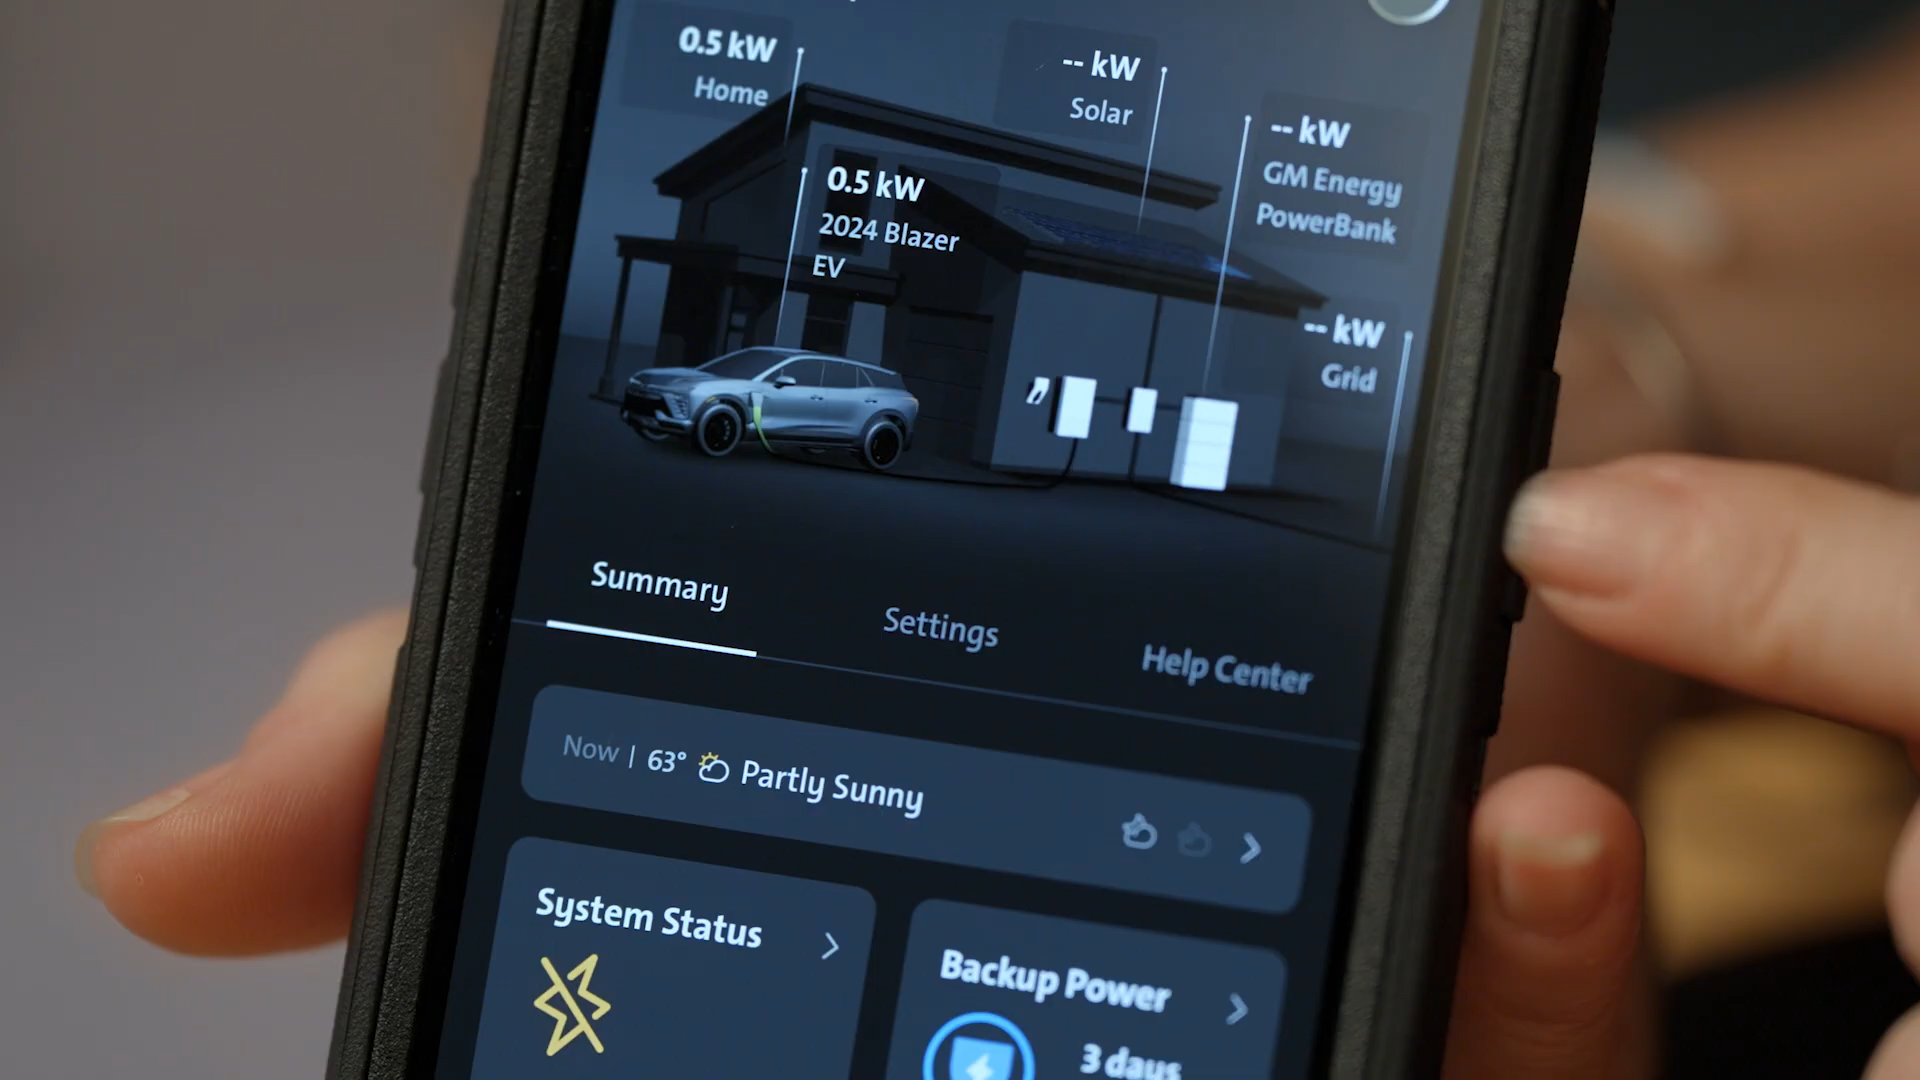 0.5 kW
Home
-- kW
Solar
-- kW
GM Energy
PowerBank
0.5 kW
2024 Blazer
EV
-- kW
Grid
Summary
Settings
Help Center
Now | 63° Partly Sunny
System Status
Backup Power
3 days